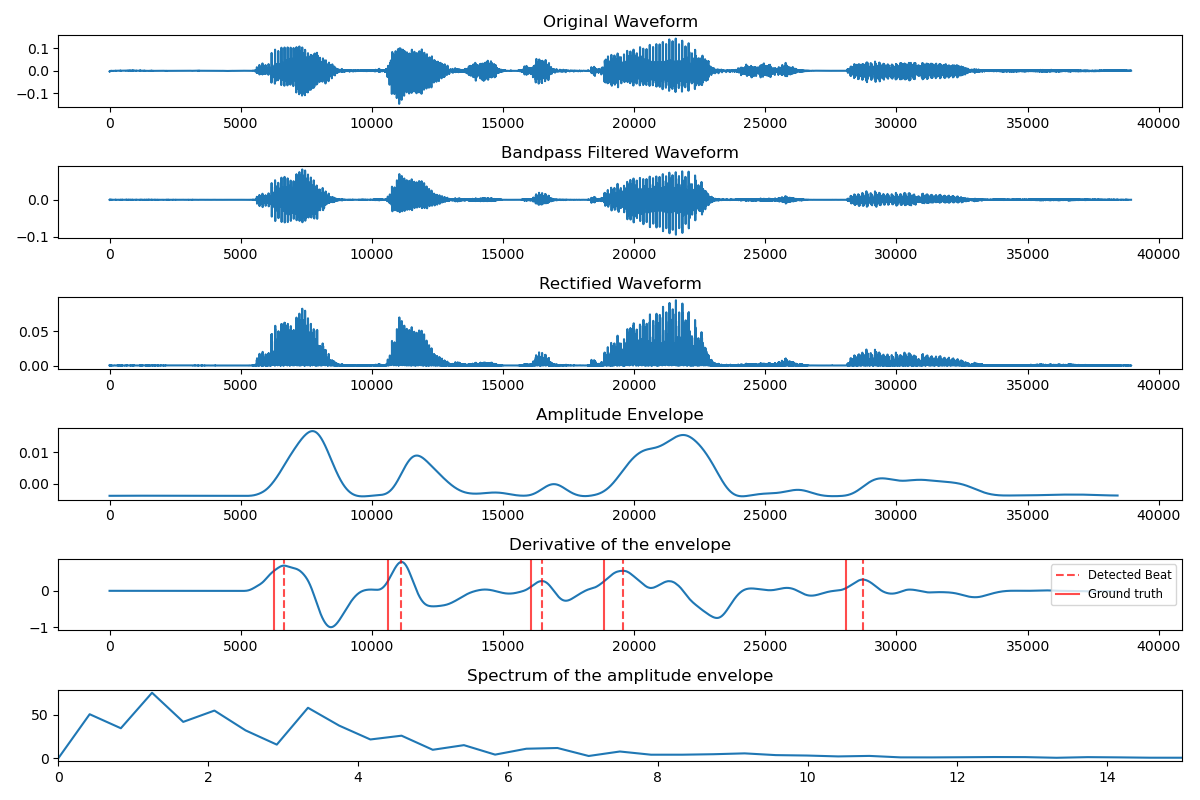 Original Waveform
0.1
0.0
−0.1
0 5000 10000 15000 20000 25000 30000 35000 40000
Bandpass Filtered Waveform
0.0
−0.1
0 5000 10000 15000 20000 25000 30000 35000 40000
Rectified Waveform
0.05
0.00
0 5000 10000 15000 20000 25000 30000 35000 40000
Amplitude Envelope
0.01
0.00
0 5000 10000 15000 20000 25000 30000 35000 40000
Derivative of the envelope
Detected Beat
Ground truth
0
−1
0 5000 10000 15000 20000 25000 30000 35000 40000
Spectrum of the amplitude envelope
50
0
0 2 4 6 8 10 12 14